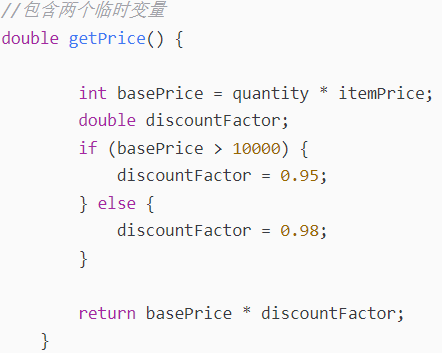 //包含两个临时变量
double getPrice() {
int basePrice = quantity * itemPrice;
double discountFactor;
if (basePrice > 10000) {
discountFactor = 0.95;
} else {
discountFactor = 0.98;
}
return basePrice * discountFactor;
}